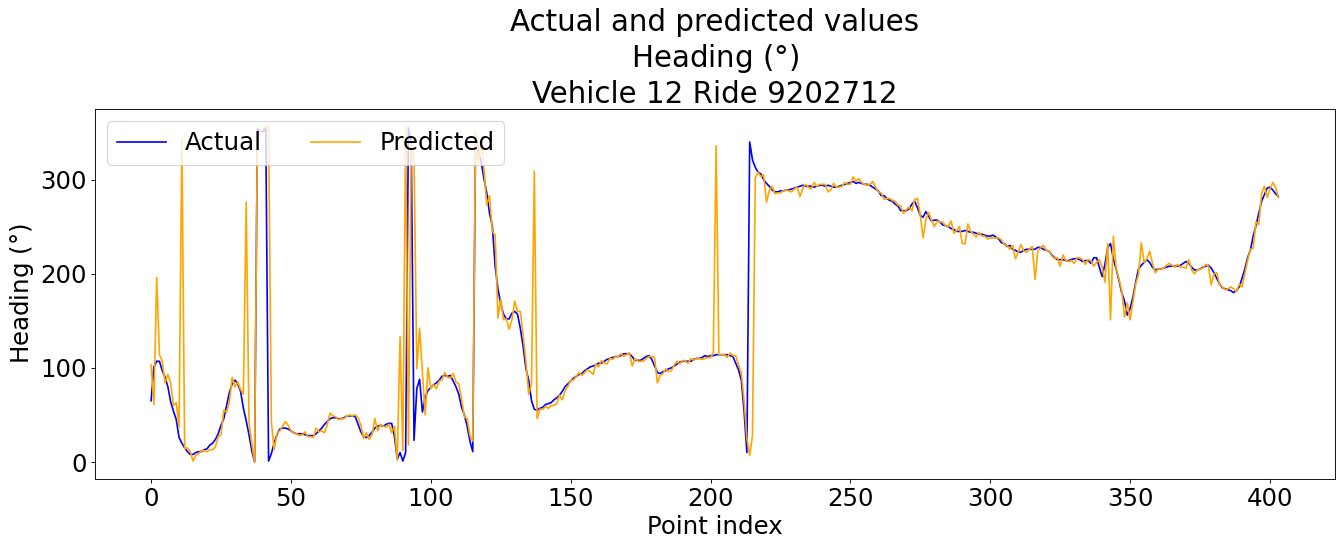 Actual and predicted values
Heading (°)
Vehicle 12 Ride 9202712
Actual Predicted
300
200
100
0
Heading (°)
0 50 100 150 200 250 300 350 400
Point index